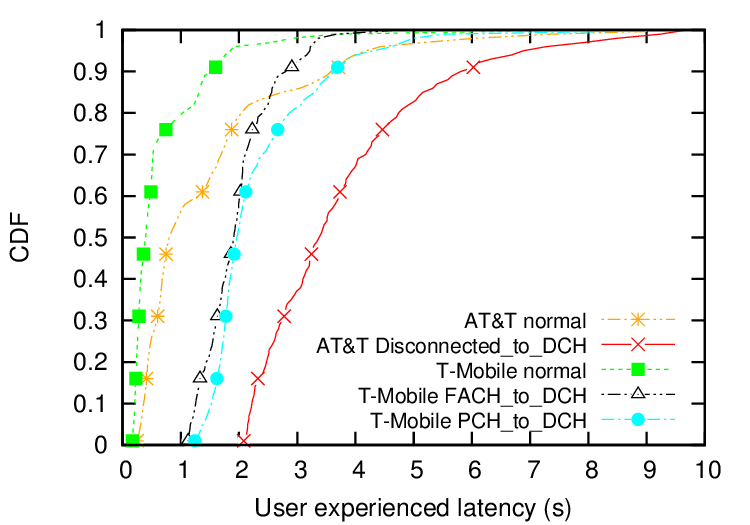 1
0.9
0.8
0.7
0.6
0.5
0.4
0.3
0.2
0.1
0
CDF
AT&T normal
AT&T Disconnected_to_DCH
T-Mobile normal
T-Mobile FACH_to_DCH
T-Mobile PCH_to_DCH
0 1 2 3 4 5 6 7 8 9 10
User experienced latency (s)